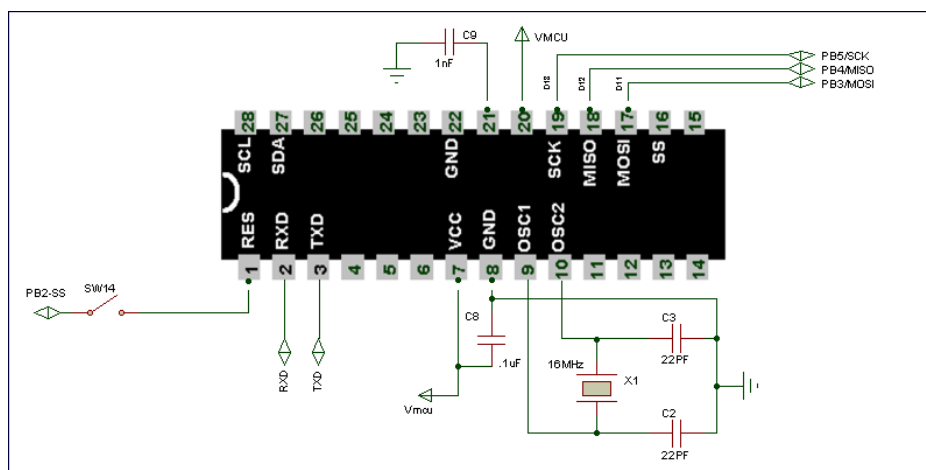 C9
1nF
VMCU
PB5/SCK
PB4/MISO
PB3/MOSI
D13
D12
D11
28 27 26 25 24 23 22 21 20 19 18 17 16 15
SCL SDA GND SCK MISO MOSI SS
RES RXD TXD VCC GND OSC1 OSC2
1 2 3 4 5 6 7 8 9 10 11 12 13 14
PB2-SS
SW14
RXD
TXD
C8
.1uF
Vmcu
16MHz
X1
C3
22PF
C2
22PF